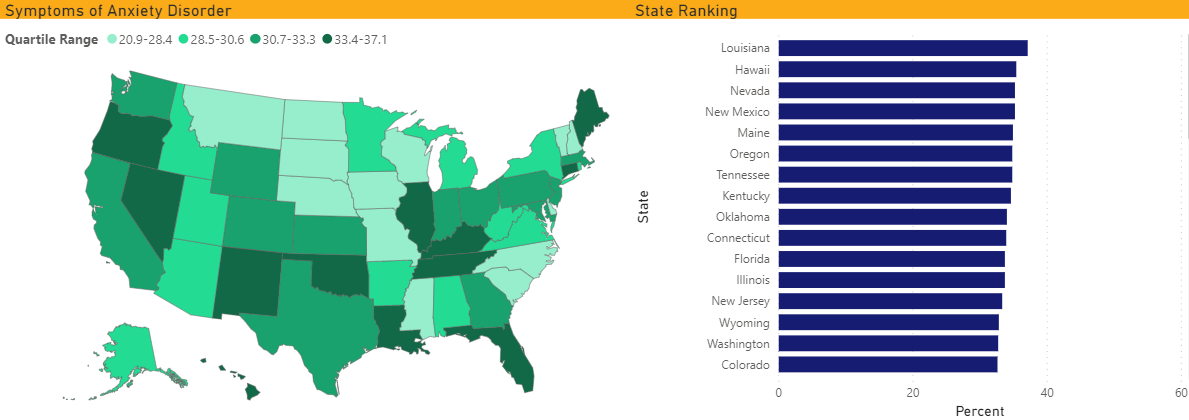 Symptoms of Anxiety Disorder
Quartile Range 20.9-28.4 28.5-30.6 30.7-33.3 33.4-37.1
State Ranking
State
Louisiana
Hawaii
Nevada
New Mexico
Maine
Oregon
Tennessee
Kentucky
Oklahoma
Connecticut
Florida
Illinois
New Jersey
Wyoming
Washington
Colorado
0 20 40 60
Percent